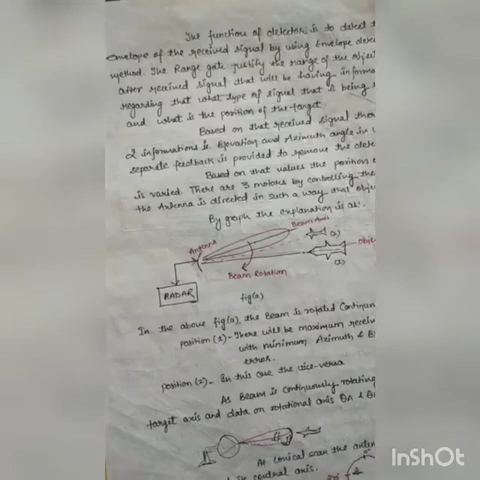 The function of detector is to detect t
envelope of the received signal by using Envelope detec
method. The Range gate justify the range of the objec
after received signal that will be having informa
regarding that what type of signal that is being
and what is the position of the target.
Based on that received signal ther
2 informations ie Elevation and Azimuth angle in
separate feedback is provided to remove the
Based on that values the position
is varied. There are 3 motors by controlling the
the Antenna is directed in such a way that obje
By graph the explanation is as:-
Antenna
Beam Axis
(2)
Obje
(1)
Beam Rotation
RADAR
fig(a)
In the above fig(a), the Beam is rotated Continu
position (1) - There will be maximum recei
with minimum Azimuth & E
error.
position (2) - In this case the vice-versa
As Beam is continuously rotating
target axis and data on rotational axis
At conical scan the anten
central axis.
InShOt